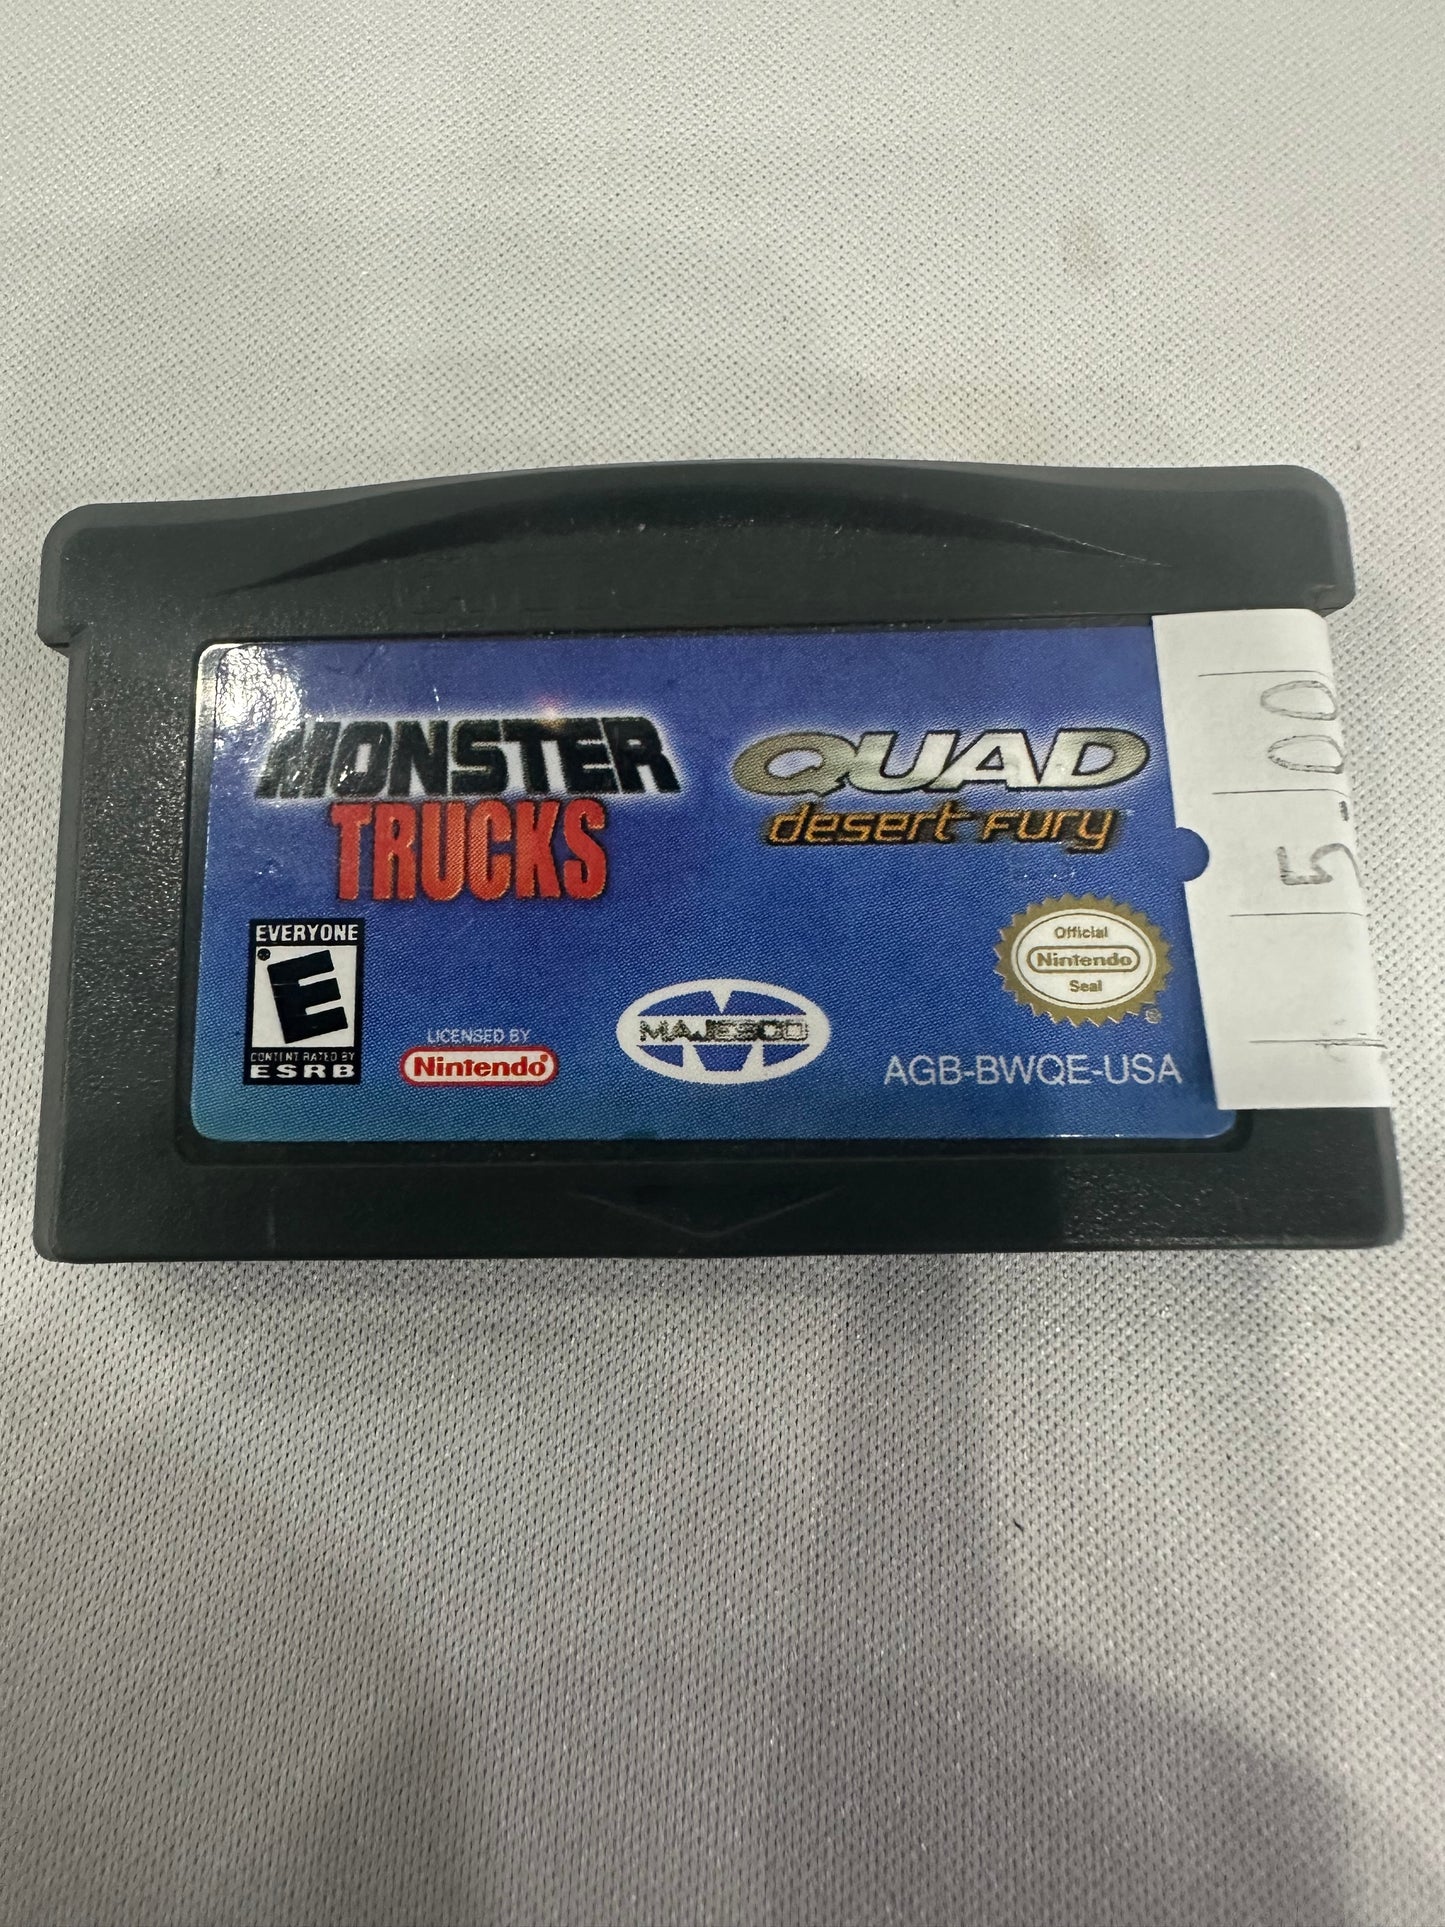 MONSTER
TRUCKS
QUAD
desert Fury
EVERYONE
E
CONTENT RATED BY
ESRB
LICENSED BY
Nintendo®
MAJESCO
Official
Nintendo
Seal
®
AGB-BWQE-USA
5.00